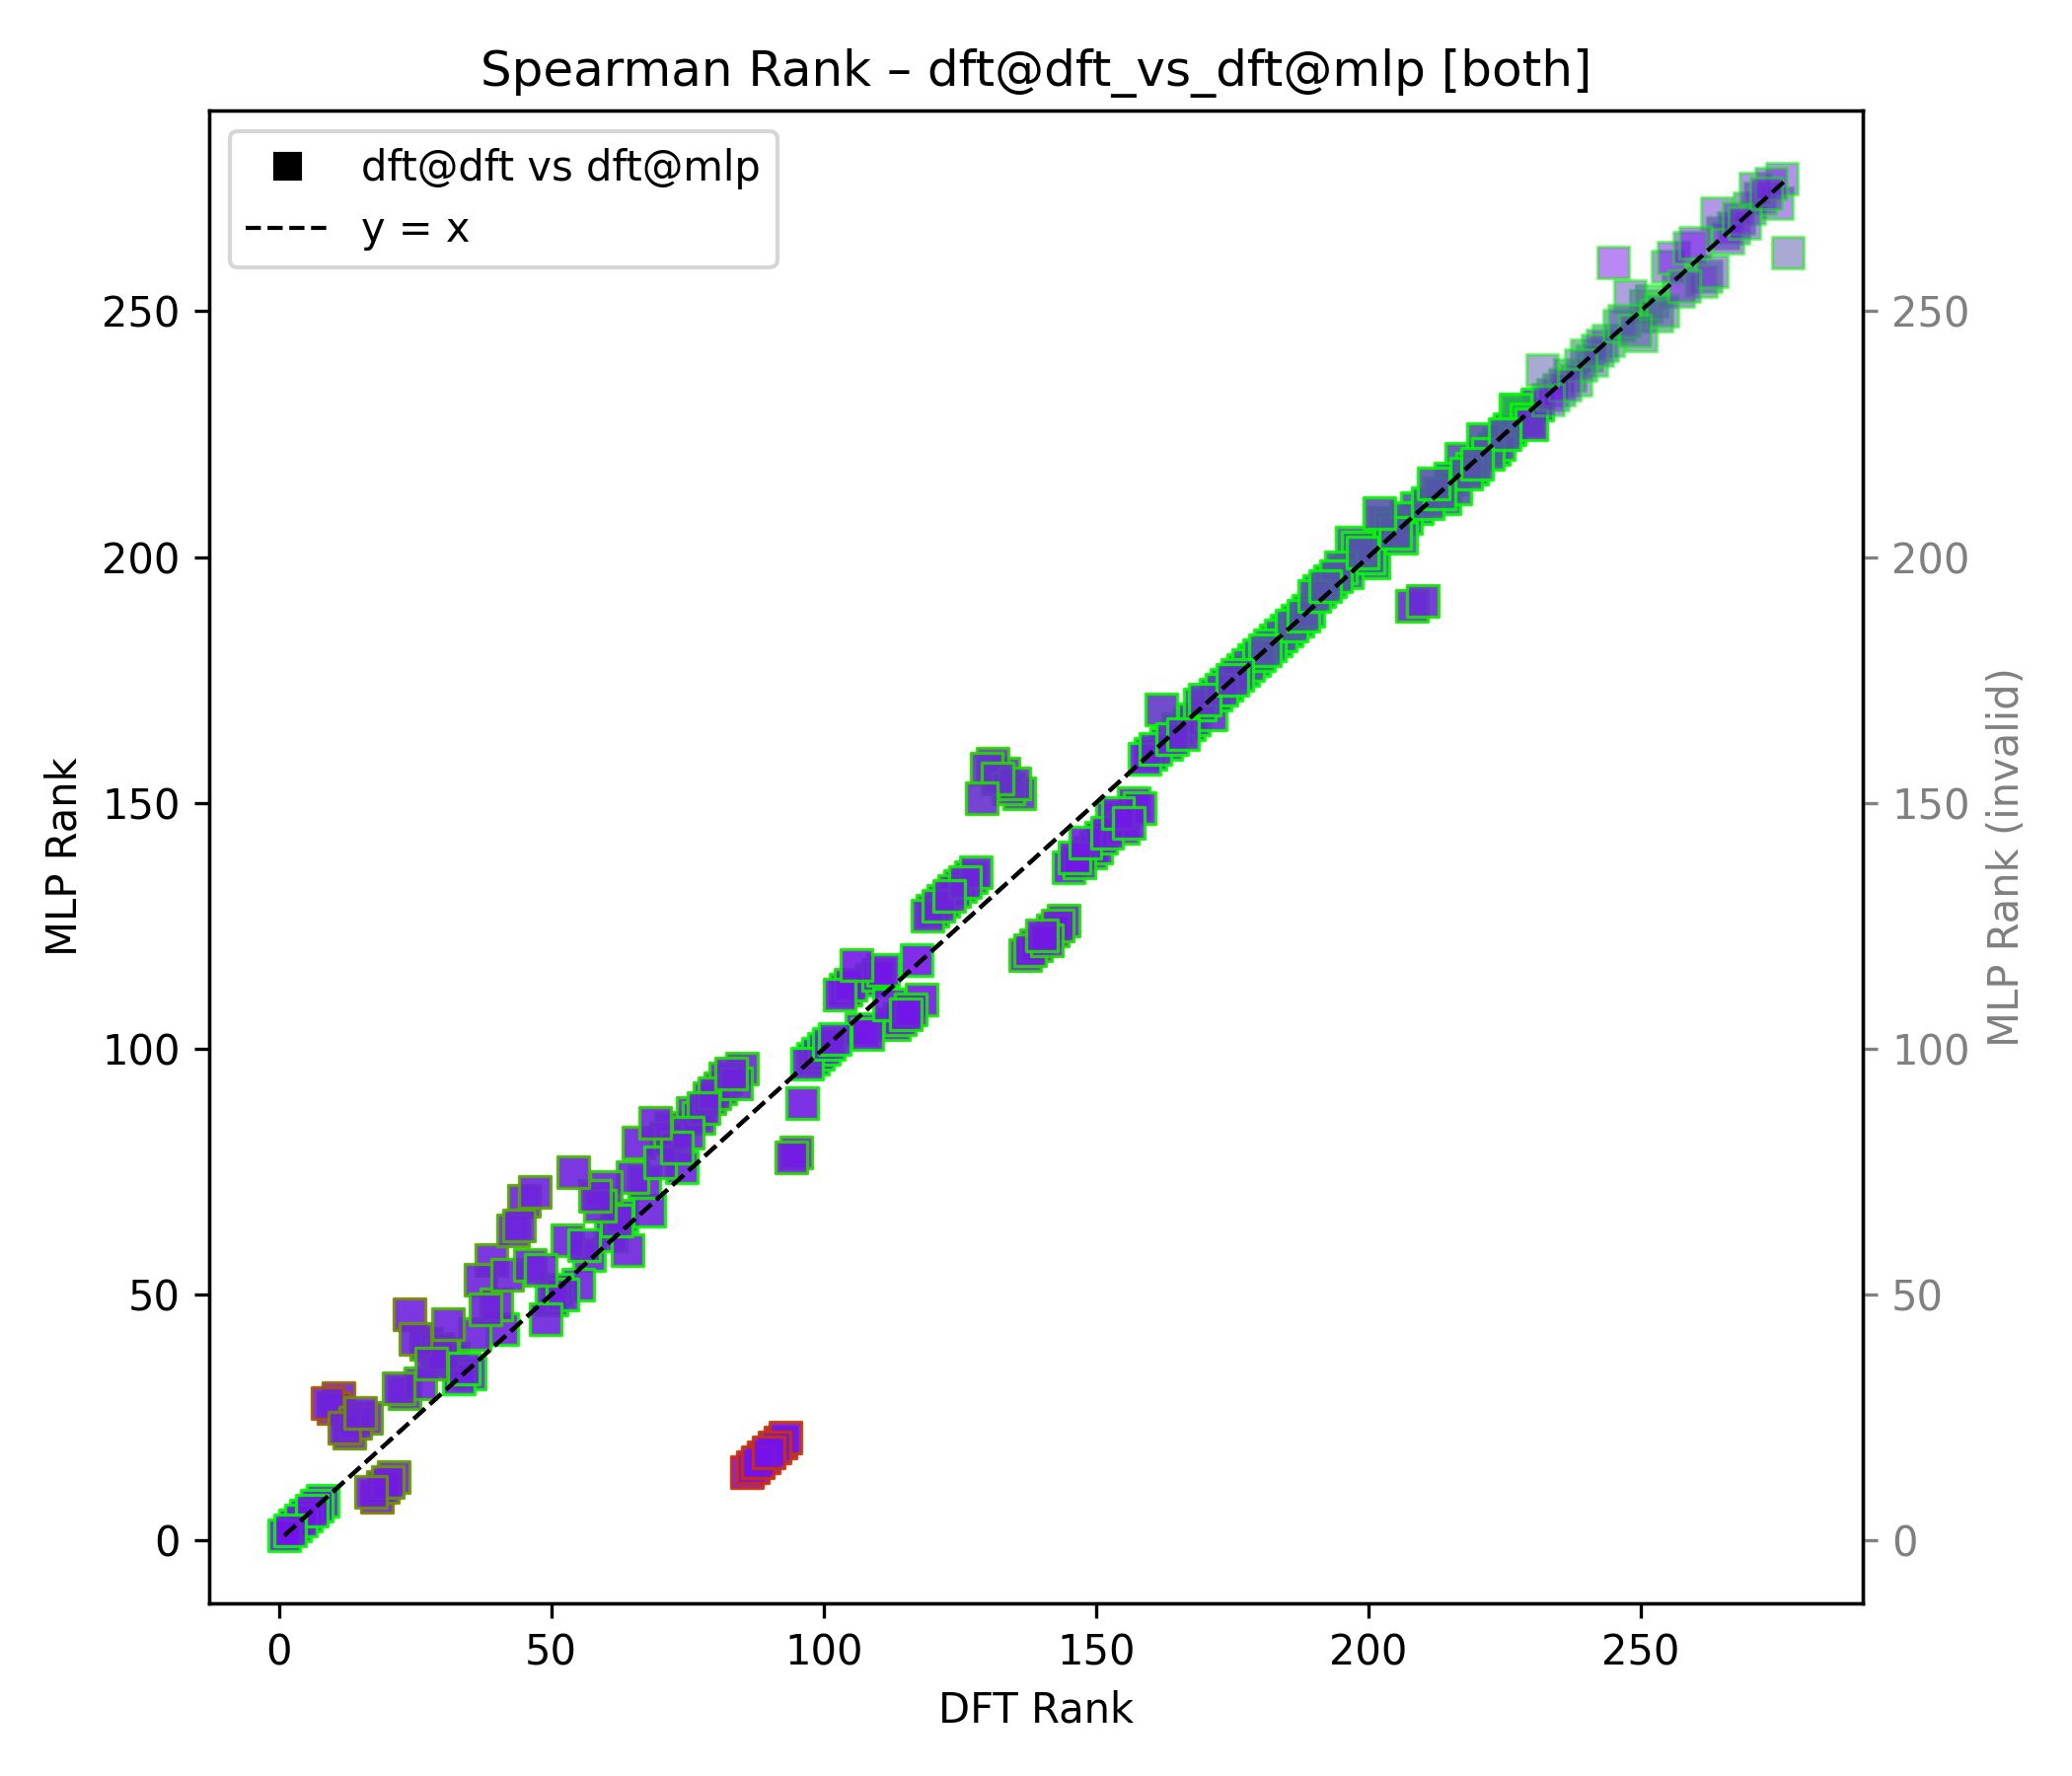 Spearman Rank – dft@dft_vs_dft@mlp [both]
dft@dft vs dft@mlp
y = x
250
200
150
100
50
0
MLP Rank
250
200
150
100
50
0
MLP Rank (invalid)
0 50 100 150 200 250
DFT Rank